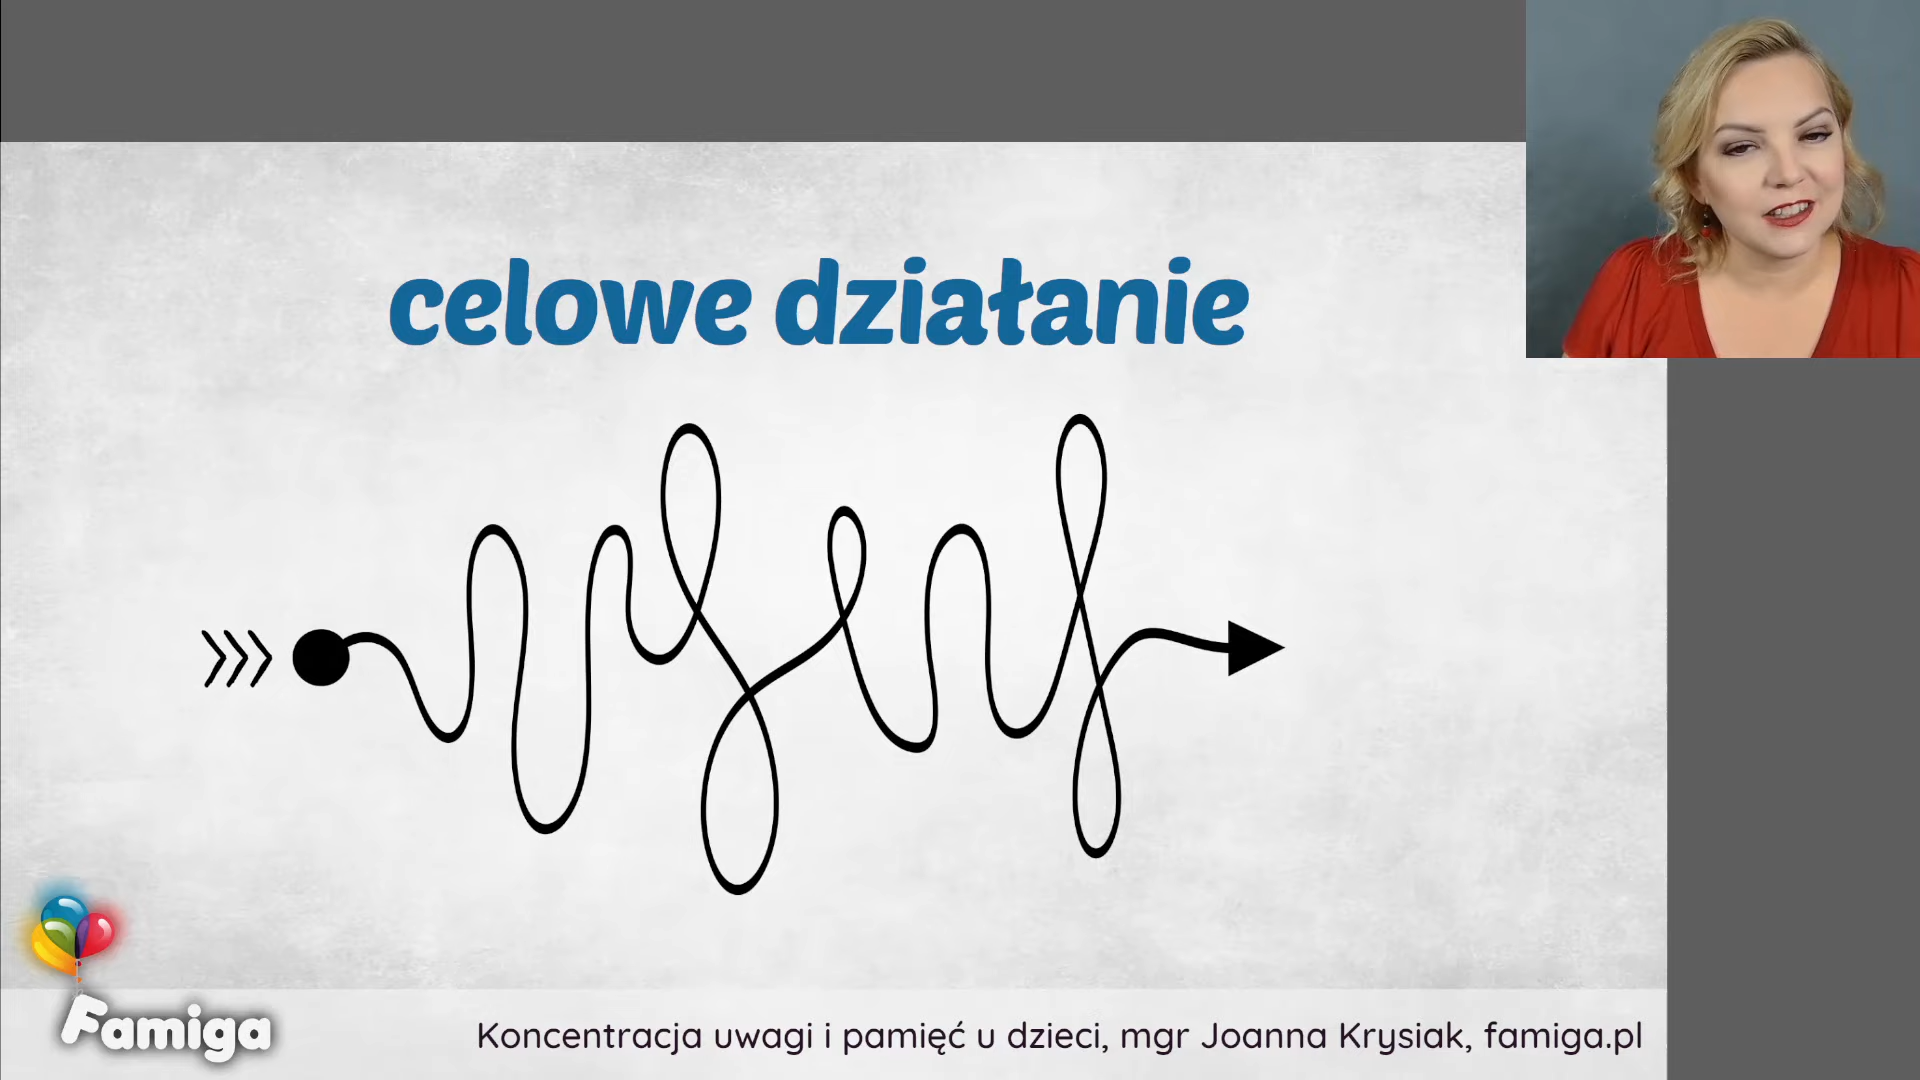 celowe działanie
Famiga
Koncentracja uwagi i pamięć u dzieci, mgr Joanna Krysiak, famiga.pl